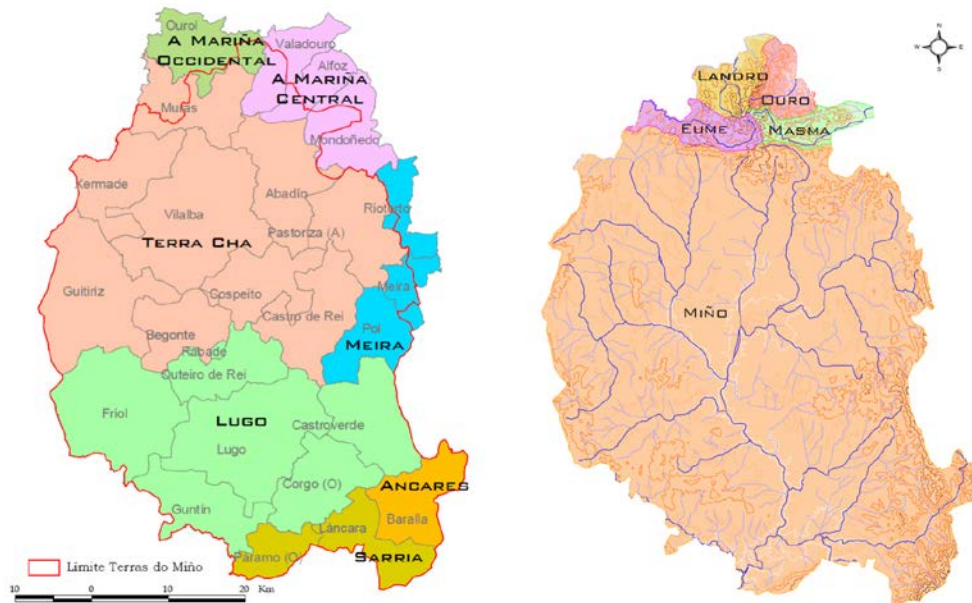 Ourol
A MARIÑA
OCCIDENTAL
Valadouro
Alfoz
A MARIÑA
CENTRAL
Muras
Mondoñedo
Xermade
Abadín
Riotorto
Vilalba
Pastoriza (A)
TERRA CHA
Guitiriz
Cospeito
Meira
Castro de Rei
Begonte
Pol
Rábade
MEIRA
Outeiro de Rei
Friol
LUGO
Castroverde
Lugo
Corgo (O)
ANCARES
Guntín
Baralla
Láncara
Páramo (O)
SARRIA
Límite Terras do Miño
10 0 10 20 Km
N
W E
S
LANDRO
OURO
EUME
MASMA
MIÑO